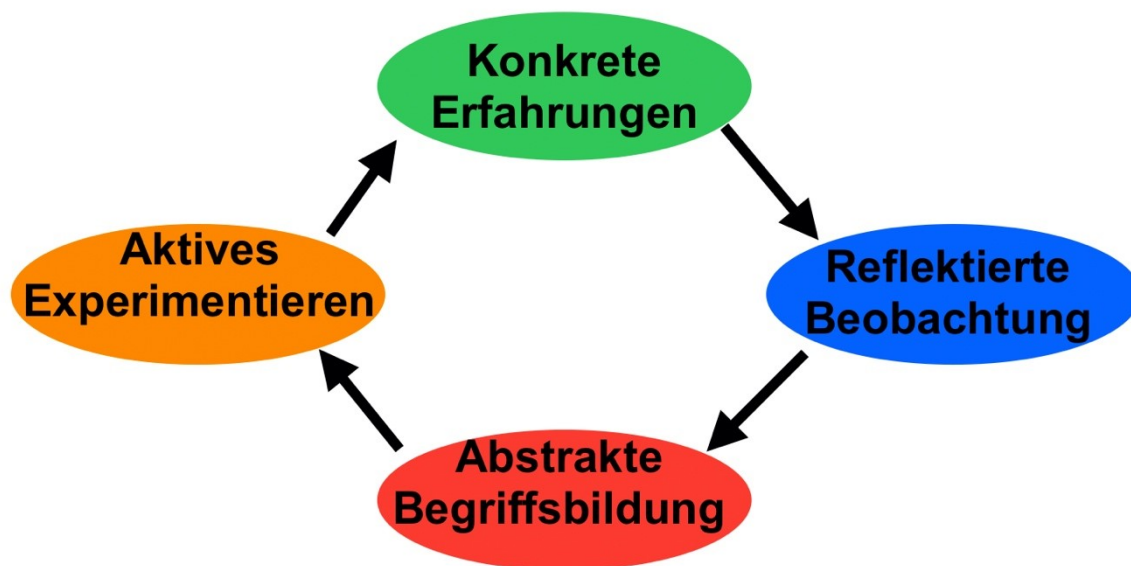 Konkrete
Erfahrungen
Reflektierte
Beobachtung
Abstrakte
Begriffsbildung
Aktives
Experimentieren